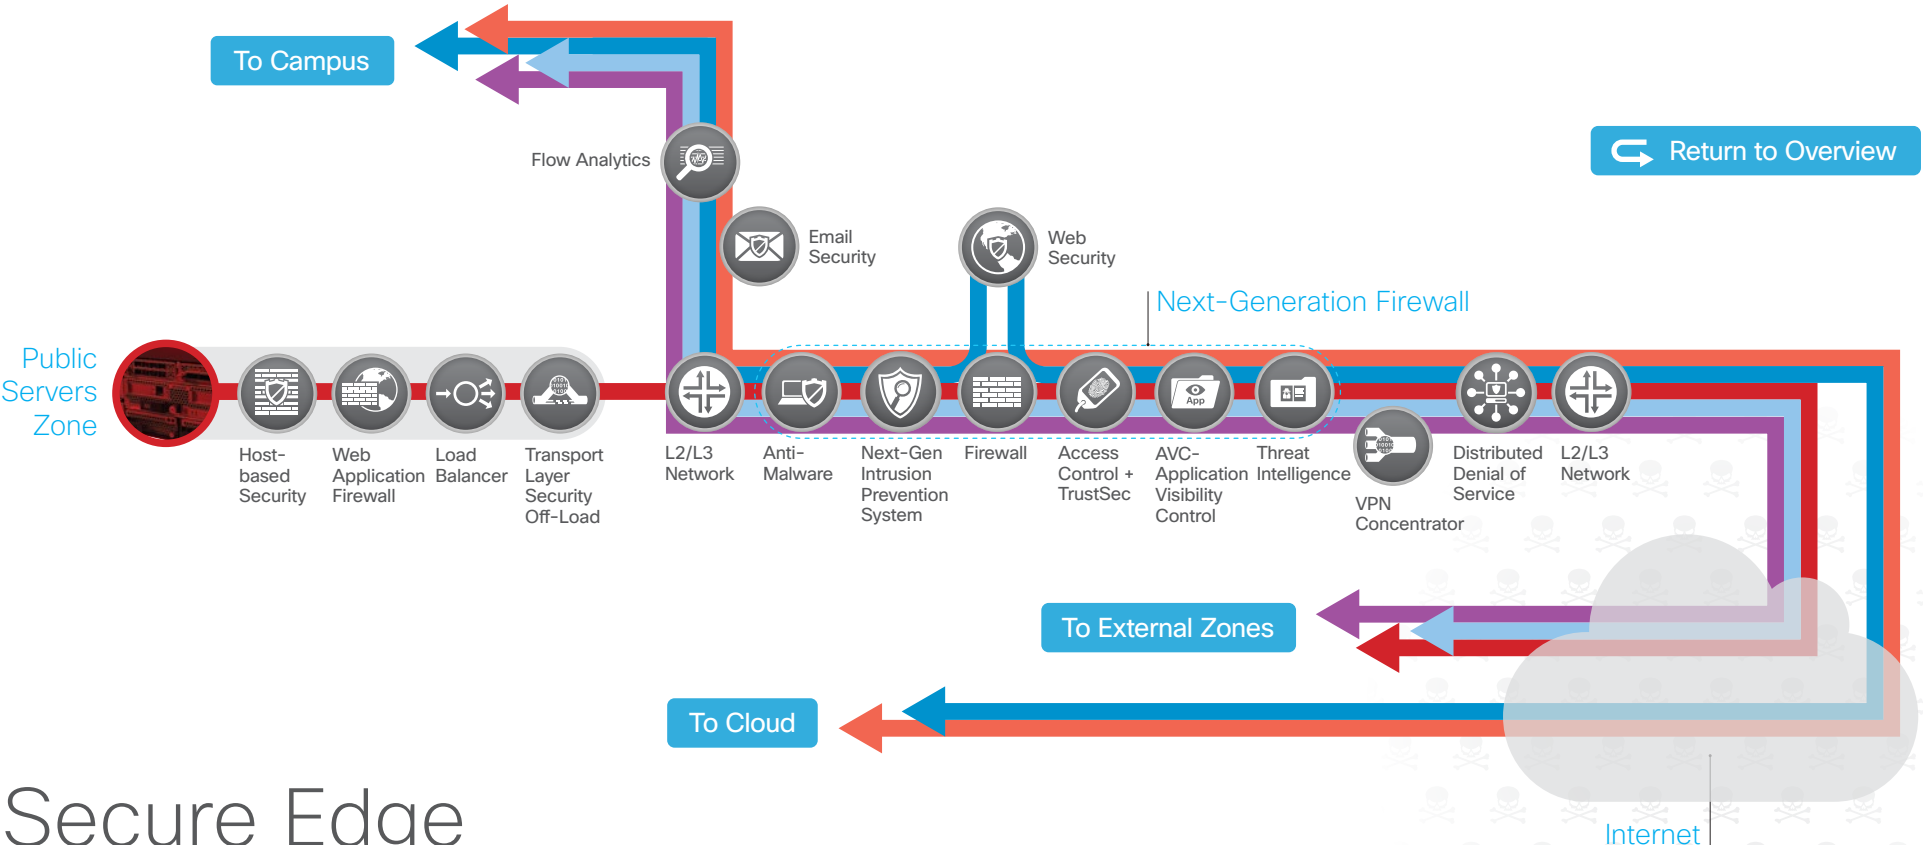 To Campus
Return to Overview
Flow Analytics
Email
Security
Web
Security
Next-Generation Firewall
Public
Servers
Zone
App
Host-
based
Security
Web
Application
Firewall
Load
Balancer
Transport
Layer
Security
Off-Load
L2/L3
Network
Anti-
Malware
Next-Gen
Intrusion
Prevention
System
Firewall
Access
Control +
TrustSec
AVC-
Application
Visibility
Control
Threat
Intelligence
VPN
Concentrator
Distributed
Denial of
Service
L2/L3
Network
To External Zones
To Cloud
Secure Edge
Internet